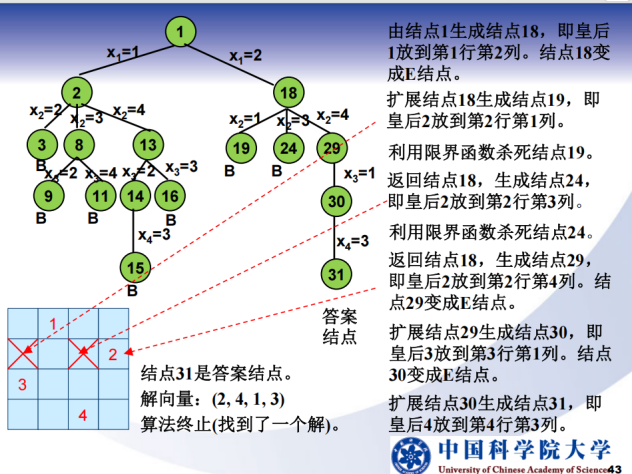 1
x₁=1
x₁=2
2
18
x₂=2
x₂=3
x₂=4
x₂=1
x₂=3
x₂=4
3
8
13
19
24
29
B
B
B
x₃=2
x₃=4
x₃=2
x₃=3
x₃=1
9
11
14
16
30
B
B
B
x₄=3
x₄=3
15
31
B
答案
结点
1
2
3
4
结点31是答案结点。
解向量：(2, 4, 1, 3)
算法终止(找到了一个解)。
由结点1生成结点18，即皇后
1放到第1行第2列。结点18变
成E结点。
扩展结点18生成结点19，即
皇后2放到第2行第1列。
利用限界函数杀死结点19。
返回结点18，生成结点24，
即皇后2放到第2行第3列。
利用限界函数杀死结点24。
返回结点18，生成结点29，
即皇后2放到第2行第4列。结
点29变成E结点。
扩展结点29生成结点30，即
皇后3放到第3行第1列。结点
30变成E结点。
扩展结点30生成结点31，即
皇后4放到第4行第3列。
中国科学院大学
University of Chinese Academy of Sciences
43